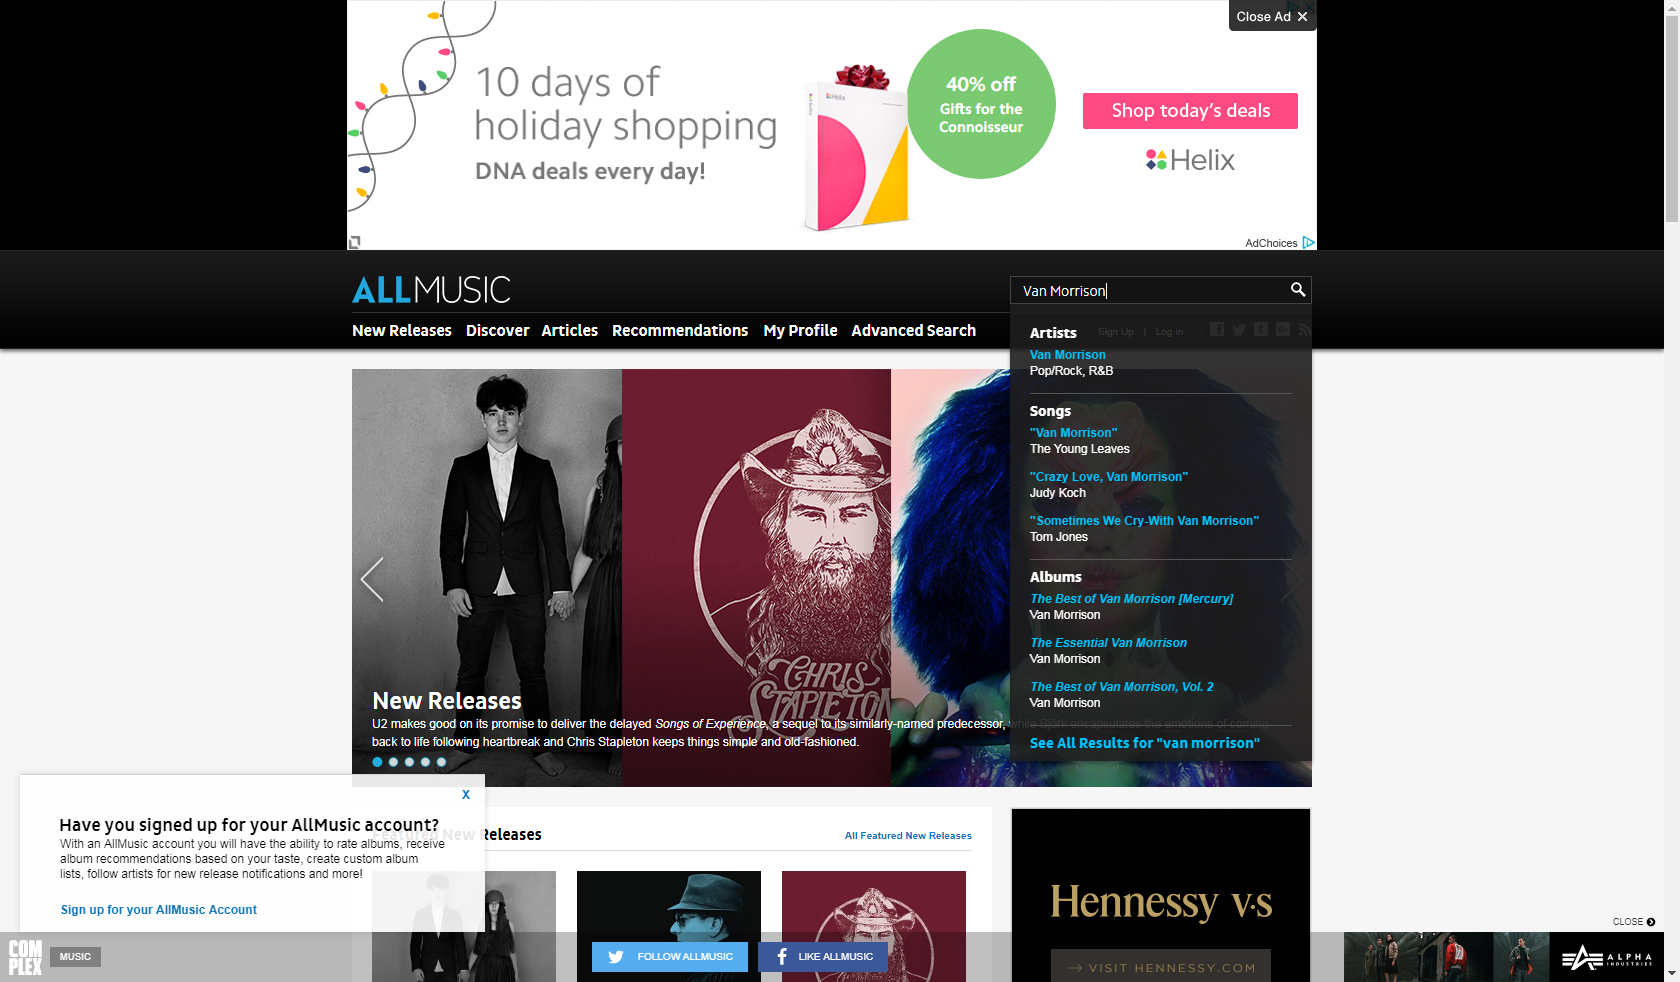 Close Ad ✕
10 days of
holiday shopping
DNA deals every day!
Helix
40% off
Gifts for the
Connoisseur
Shop today's deals
Helix
AdChoices
ALLMUSIC
Van Morrison
New Releases Discover Articles Recommendations My Profile Advanced Search
Sign Up | Log in
Artists
Van Morrison
Pop/Rock, R&B
Songs
"Van Morrison"
The Young Leaves
"Crazy Love, Van Morrison"
Judy Koch
"Sometimes We Cry-With Van Morrison"
Tom Jones
Albums
The Best of Van Morrison [Mercury]
Van Morrison
The Essential Van Morrison
Van Morrison
The Best of Van Morrison, Vol. 2
Van Morrison
See All Results for "van morrison"
CHRIS
STAPLETON
New Releases
U2 makes good on its promise to deliver the delayed Songs of Experience, a sequel to its similarly-named predecessor, while Björk
back to life following heartbreak and Chris Stapleton keeps things simple and old-fashioned.
X
Have you signed up for your AllMusic account?
With an AllMusic account you will have the ability to rate albums, receive
album recommendations based on your taste, create custom album
lists, follow artists for new release notifications and more!
Sign up for your AllMusic Account
Featured New Releases
All Featured New Releases
Hennessy v.s
→ VISIT HENNESSY.COM
CLOSE
COMPLEX
MUSIC
FOLLOW ALLMUSIC
LIKE ALLMUSIC
ALPHA
INDUSTRIES